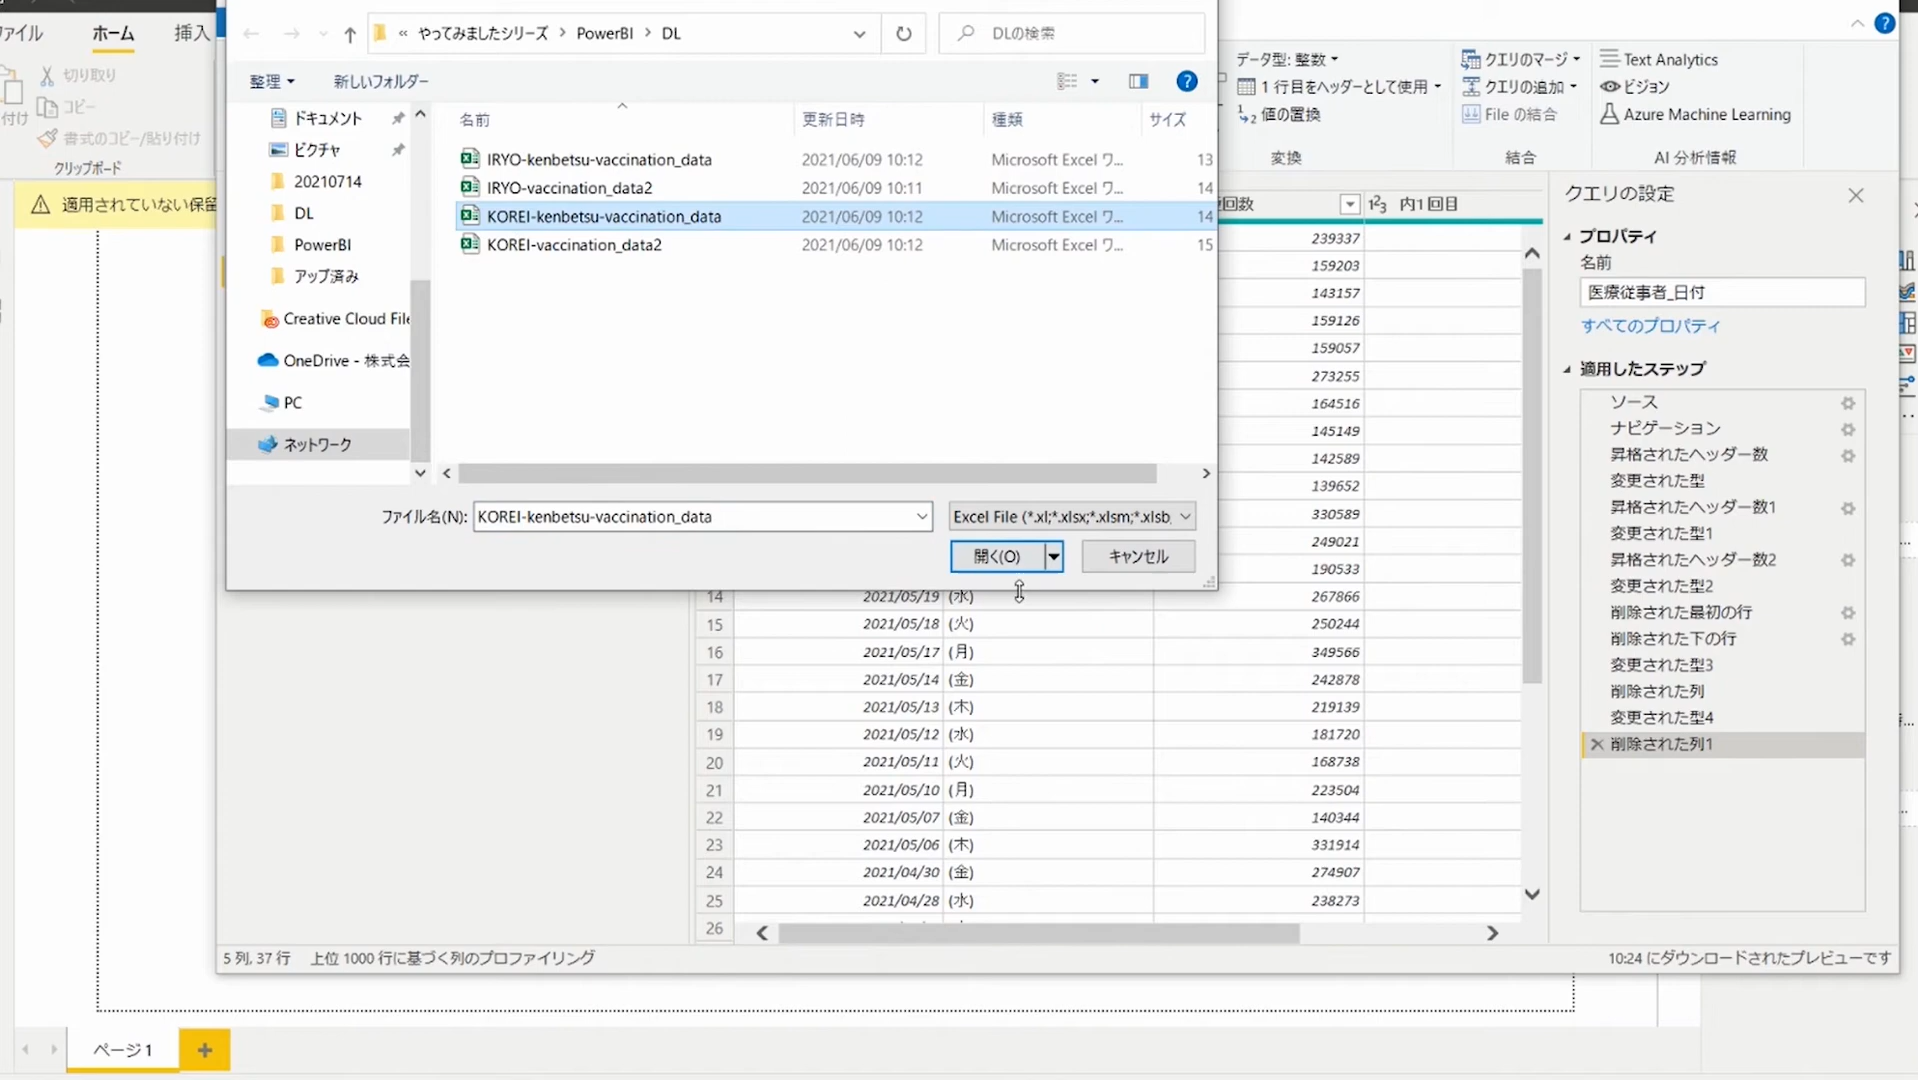 ァイル
ホーム
挿入
切り取り
コピー
付け
書式のコピー/貼り付け
クリップボード
適用されていない保留
« やってみましたシリーズ › PowerBI › DL
DLの検索
整理
新しいフォルダー
ドキュメント
ピクチャ
20210714
DL
PowerBI
アップ済み
Creative Cloud File
OneDrive - 株式会
PC
ネットワーク
名前 更新日時 種類 サイズ
IRYO-kenbetsu-vaccination_data 2021/06/09 10:12 Microsoft Excel ワ... 13
IRYO-vaccination_data2 2021/06/09 10:11 Microsoft Excel ワ... 14
KOREI-kenbetsu-vaccination_data 2021/06/09 10:12 Microsoft Excel ワ... 14
KOREI-vaccination_data2 2021/06/09 10:12 Microsoft Excel ワ... 15
ファイル名(N): KOREI-kenbetsu-vaccination_data
Excel File (*.xl;*.xlsx;*.xlsm;*.xlsb,
開く(O)
キャンセル
データ型: 整数
1 行目をヘッダーとして使用
値の置換
変換
クエリのマージ
クエリの追加
File の結合
結合
Text Analytics
ビジョン
Azure Machine Learning
AI 分析情報
回数
1²3 内1回目
239337
159203
143157
159126
159057
273255
164516
145149
142589
139652
330589
249021
190533
14 2021/05/19 (水) 267866
15 2021/05/18 (火) 250244
16 2021/05/17 (月) 349566
17 2021/05/14 (金) 242878
18 2021/05/13 (木) 219139
19 2021/05/12 (水) 181720
20 2021/05/11 (火) 168738
21 2021/05/10 (月) 223504
22 2021/05/07 (金) 140344
23 2021/05/06 (木) 331914
24 2021/04/30 (金) 274907
25 2021/04/28 (水) 238273
26
クエリの設定
プロパティ
名前
医療従事者_日付
すべてのプロパティ
適用したステップ
ソース
ナビゲーション
昇格されたヘッダー数
変更された型
昇格されたヘッダー数1
変更された型1
昇格されたヘッダー数2
変更された型2
削除された最初の行
削除された下の行
変更された型3
削除された列
変更された型4
削除された列1
5 列、37 行 上位 1000 行に基づく列のプロファイリング
10:24 にダウンロードされたプレビューです
ページ 1